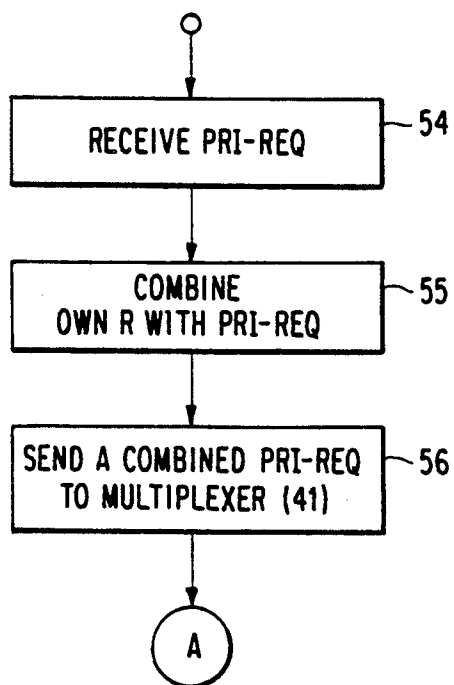 RECEIVE PRI-REQ
54
COMBINE
OWN R WITH PRI-REQ
55
SEND A COMBINED PRI-REQ
TO MULTIPLEXER (41)
56
A